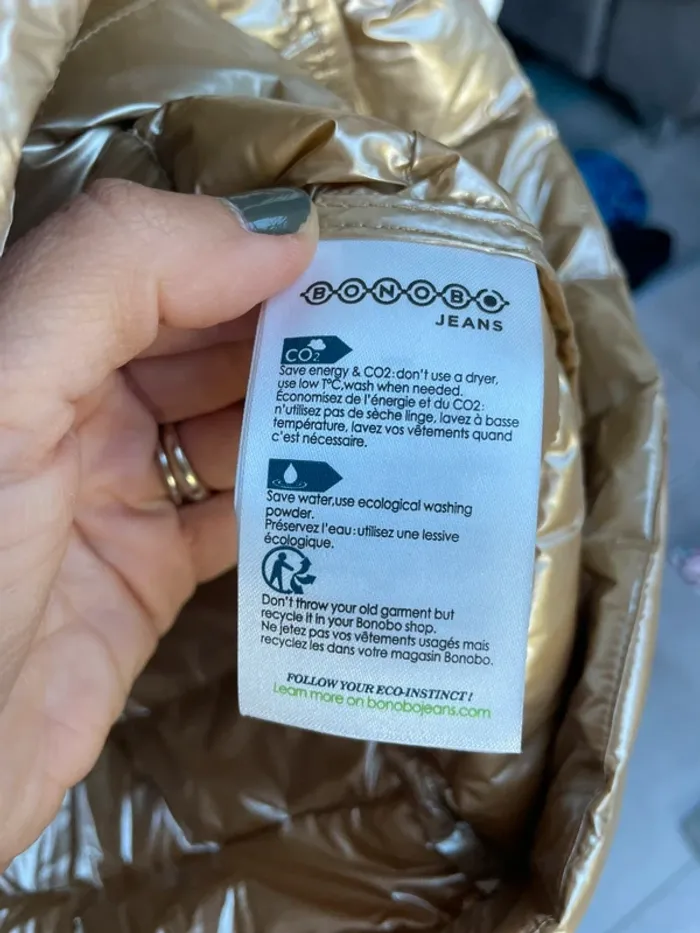 BONOBO
JEANS
CO2
Save energy & CO2:don't use a dryer,
use low T°C,wash when needed.
Économisez de l'énergie et du CO2:
n'utilisez pas de sèche linge, lavez à basse
température, lavez vos vêtements quand
c'est nécessaire.
Save water,use ecological washing
powder.
Préservez l'eau:utilisez une lessive
écologique.
Don't throw your old garment but
recycle it in your Bonobo shop.
Ne jetez pas vos vêtements usagés mais
recyclez les dans votre magasin Bonobo.
FOLLOW YOUR ECO-INSTINCT!
Learn more on bonobojeans.com